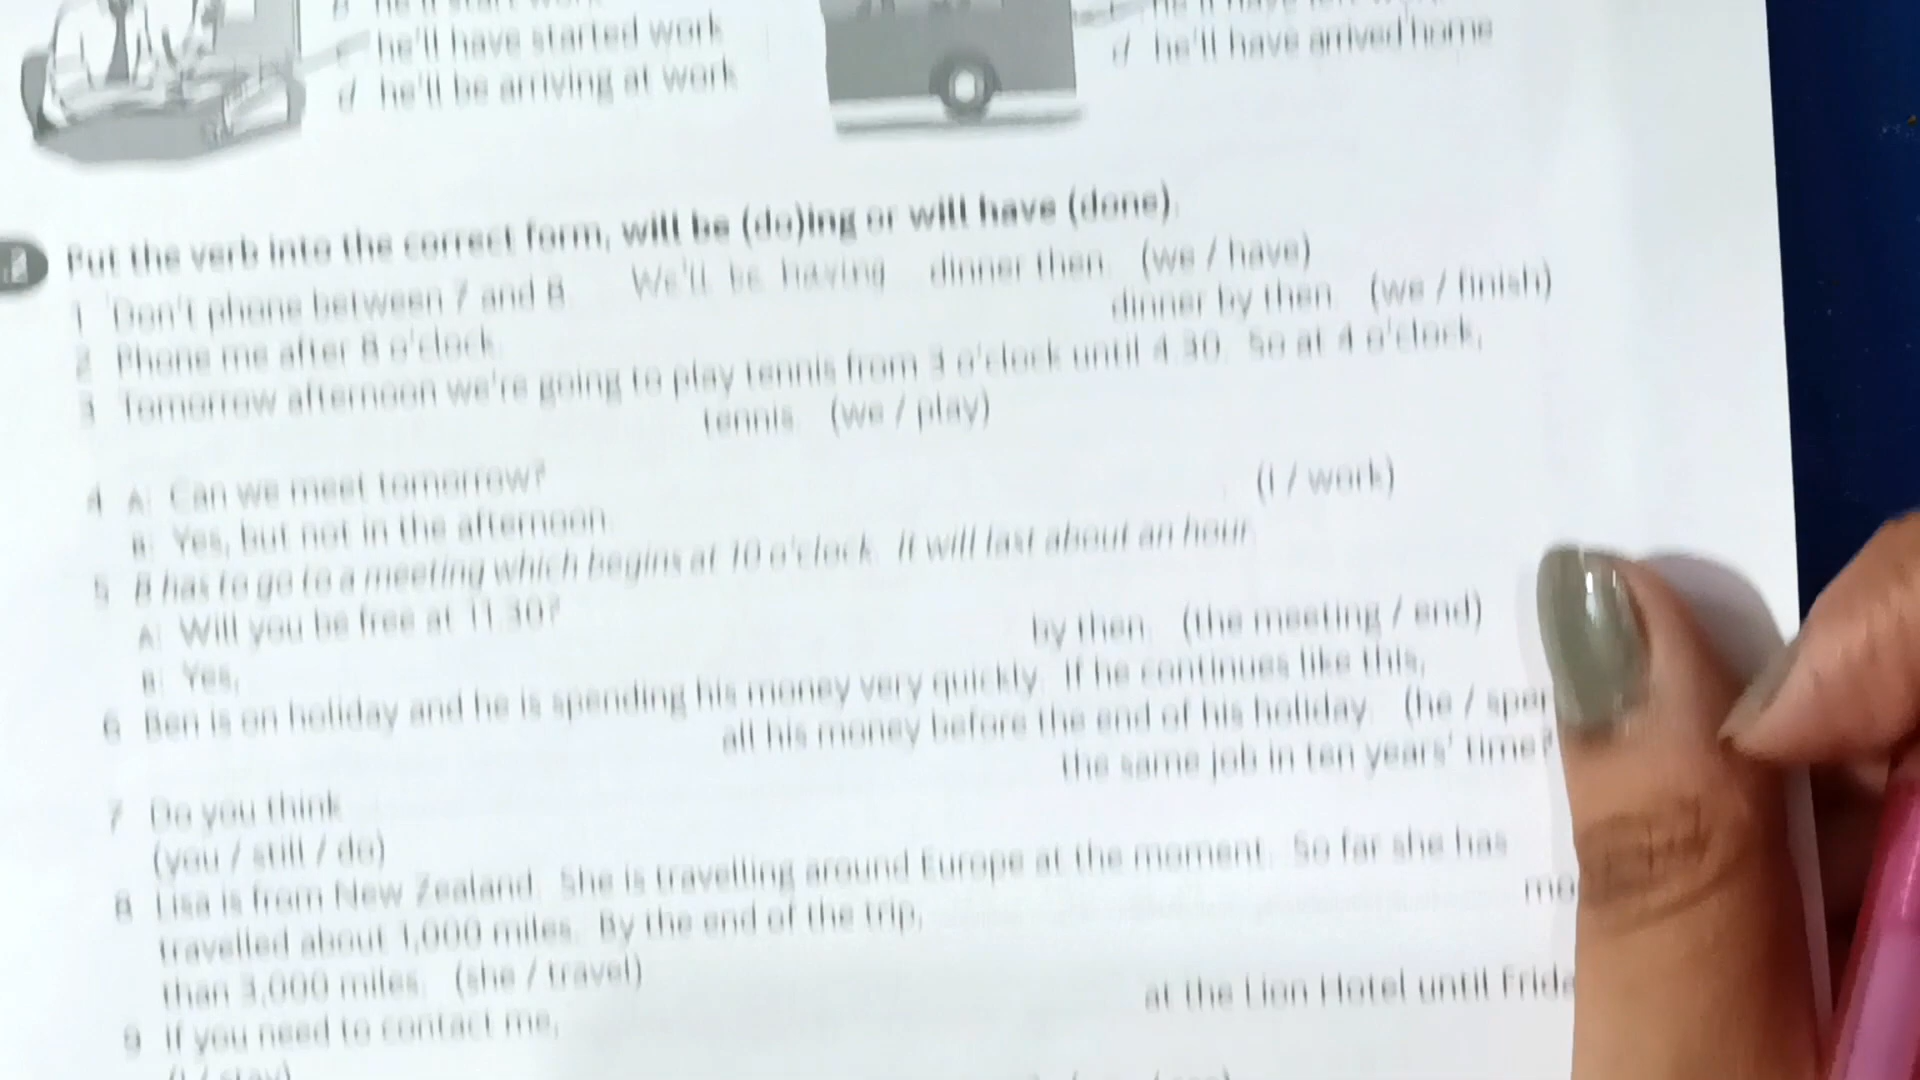 he'll start work
c he'll have started work
d he'll be arriving at work
d he'll have arrived home
Put the verb into the correct form, will be (do)ing or will have (done).
1 Don't phone between 7 and 8. We'll be having dinner then. (we / have)
2 Phone me after 8 o'clock. dinner by then. (we / finish)
3 Tomorrow afternoon we're going to play tennis from 3 o'clock until 4.30. So at 4 o'clock,
tennis. (we / play)
4 A: Can we meet tomorrow?
B: Yes, but not in the afternoon. (I / work)
5 B has to go to a meeting which begins at 10 o'clock. It will last about an hour.
A: Will you be free at 11.30?
B: Yes, by then. (the meeting / end)
6 Ben is on holiday and he is spending his money very quickly. If he continues like this,
all his money before the end of his holiday. (he /
7 Do you think the same job in ten years' time?
(you / still / do)
8 Lisa is from New Zealand. She is travelling around Europe at the moment. So far she has
travelled about 1,000 miles. By the end of the trip,
than 3,000 miles. (she / travel)
9 If you need to contact me, at the Lion Hotel until
(I / stay)